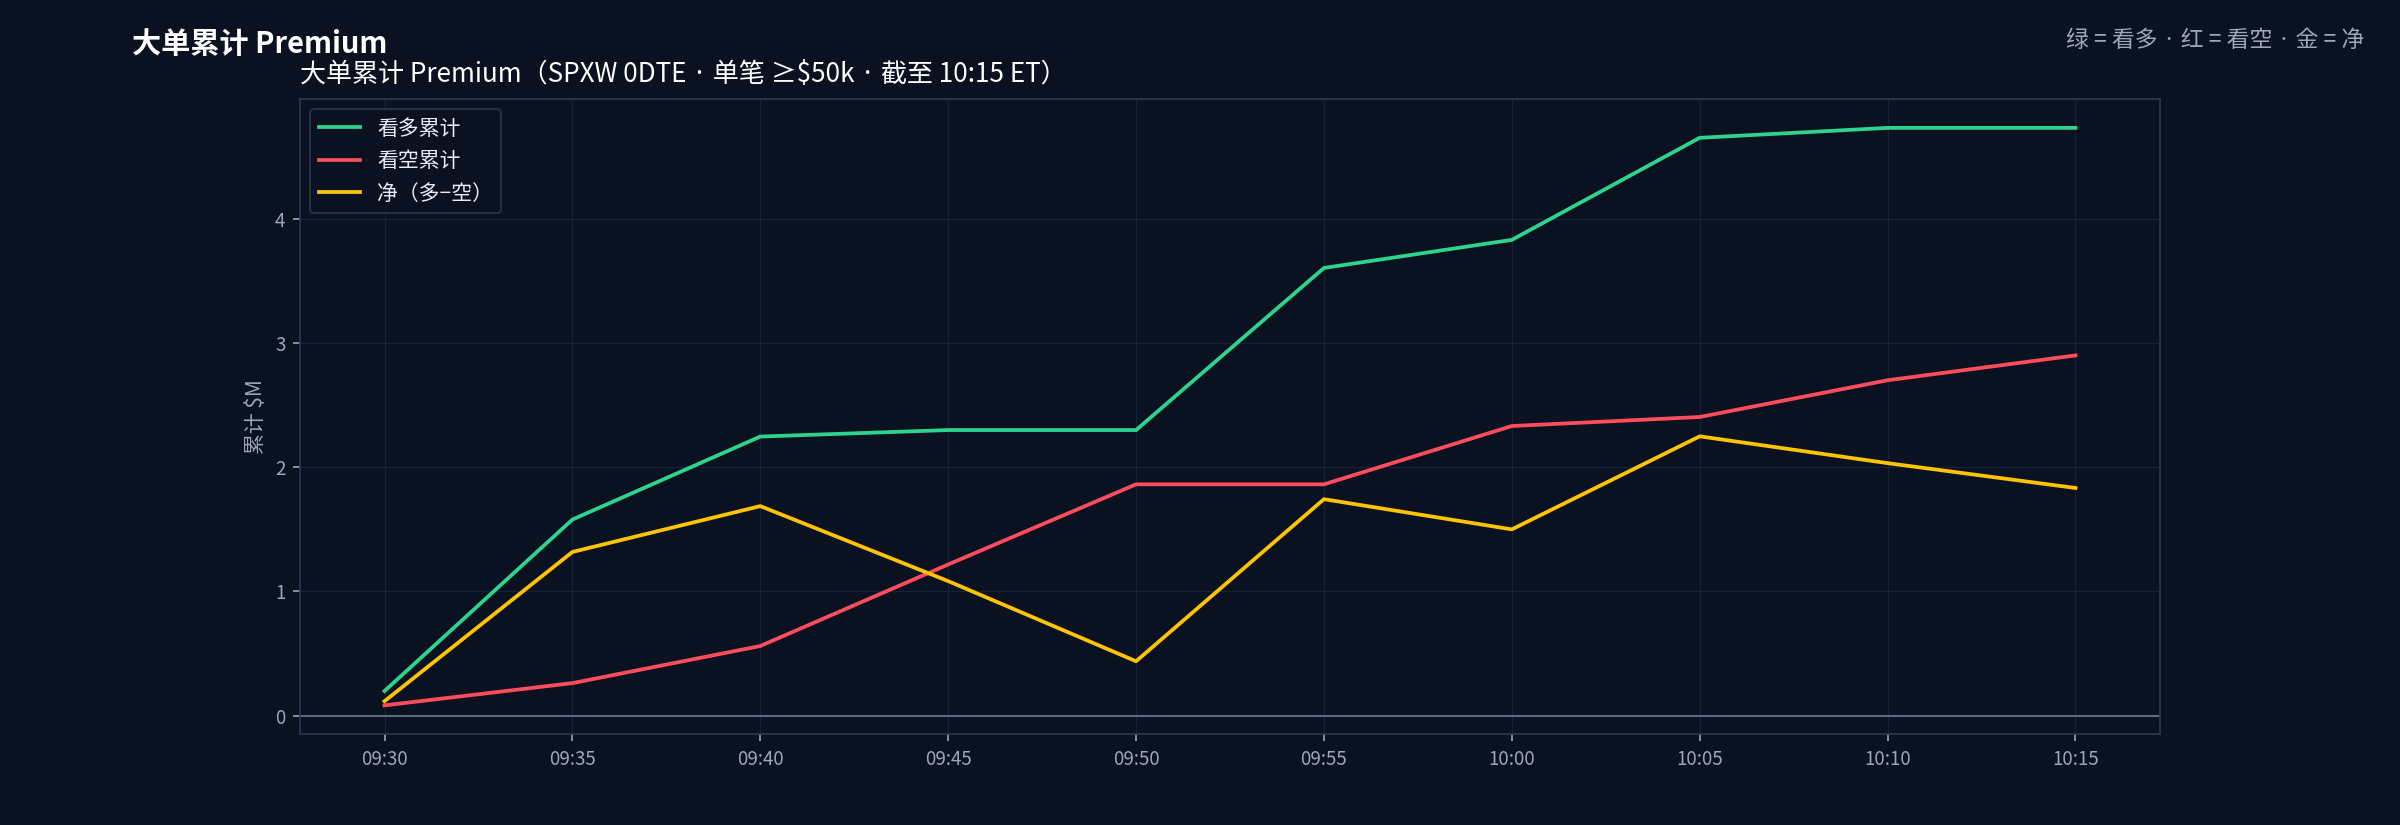 大单累计 Premium
绿 = 看多 · 红 = 看空 · 金 = 净
大单累计 Premium（SPXW 0DTE · 单笔 ≥$50k · 截至 10:15 ET）
看多累计
看空累计
净（多−空）
累计 $M
4
3
2
1
0
09:30 09:35 09:40 09:45 09:50 09:55 10:00 10:05 10:10 10:15